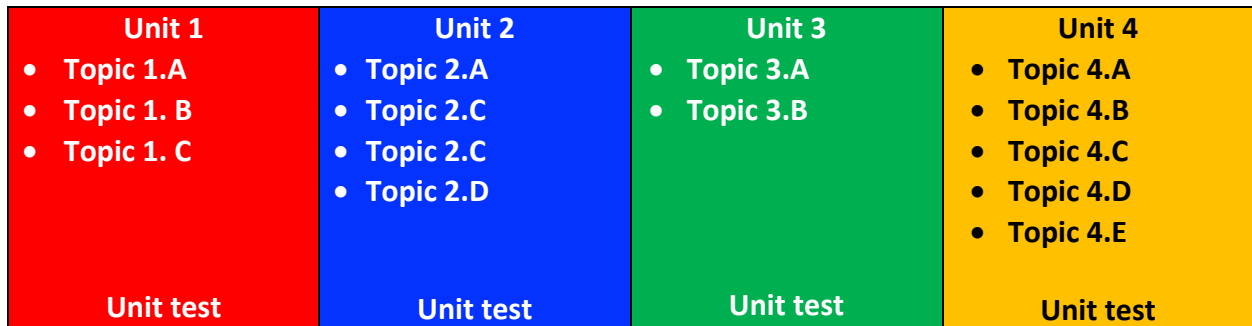 Unit 1
• Topic 1.A
• Topic 1. B
• Topic 1. C
Unit test
Unit 2
• Topic 2.A
• Topic 2.C
• Topic 2.C
• Topic 2.D
Unit test
Unit 3
• Topic 3.A
• Topic 3.B
Unit test
Unit 4
• Topic 4.A
• Topic 4.B
• Topic 4.C
• Topic 4.D
• Topic 4.E
Unit test